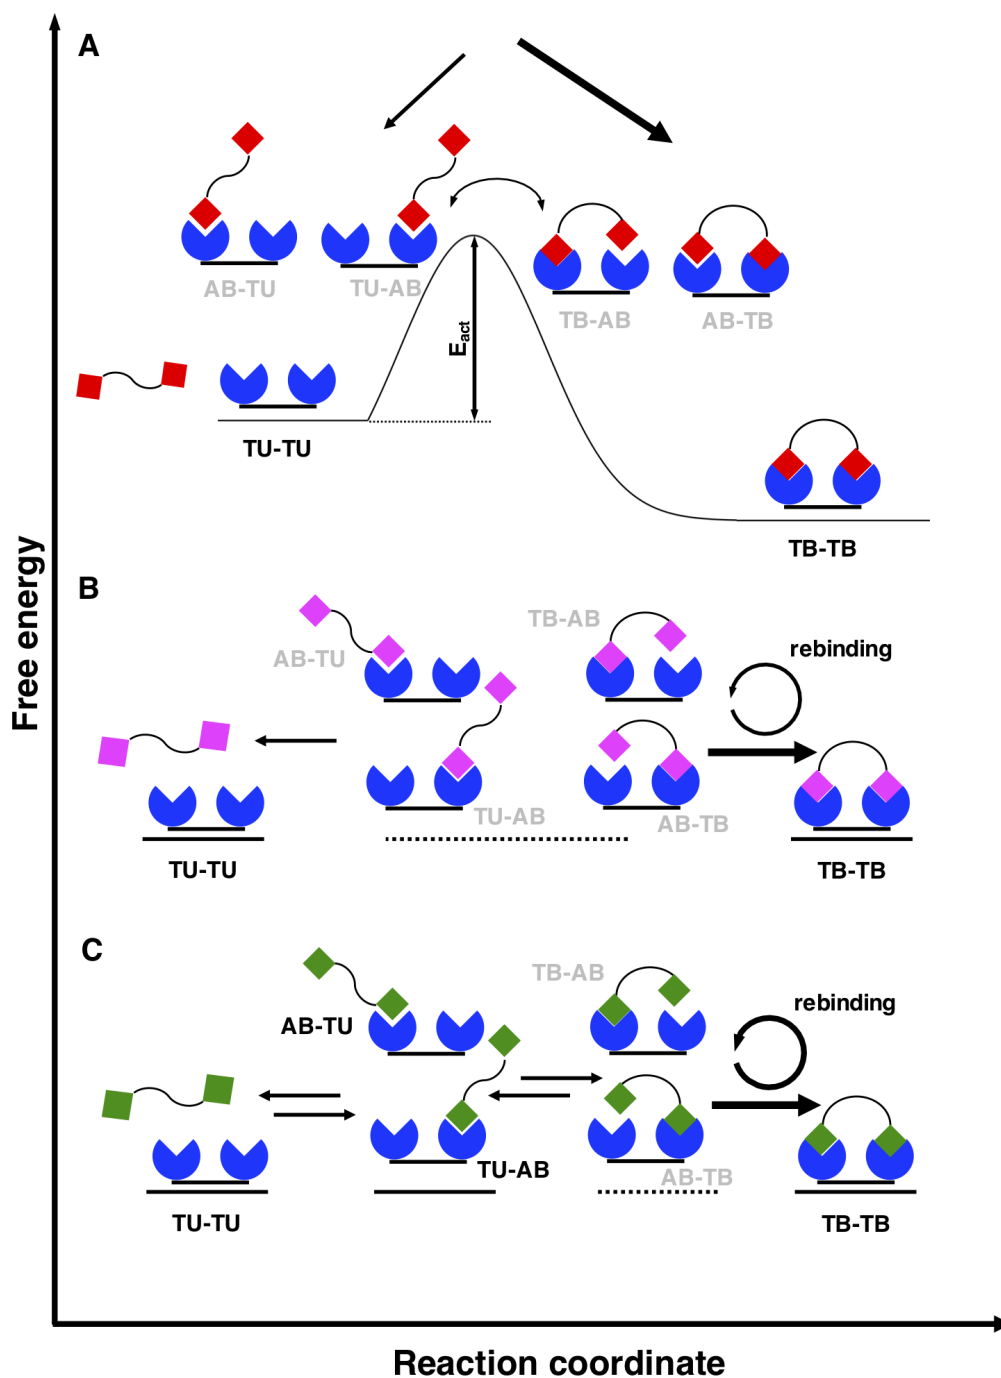 A
AB-TU
TU-AB
TB-AB
AB-TB
Eact
TU-TU
TB-TB
Free energy
B
TB-AB
rebinding
AB-TU
TU-AB
AB-TB
TU-TU
TB-TB
C
TB-AB
rebinding
AB-TU
TU-AB
AB-TB
TU-TU
TB-TB
Reaction coordinate